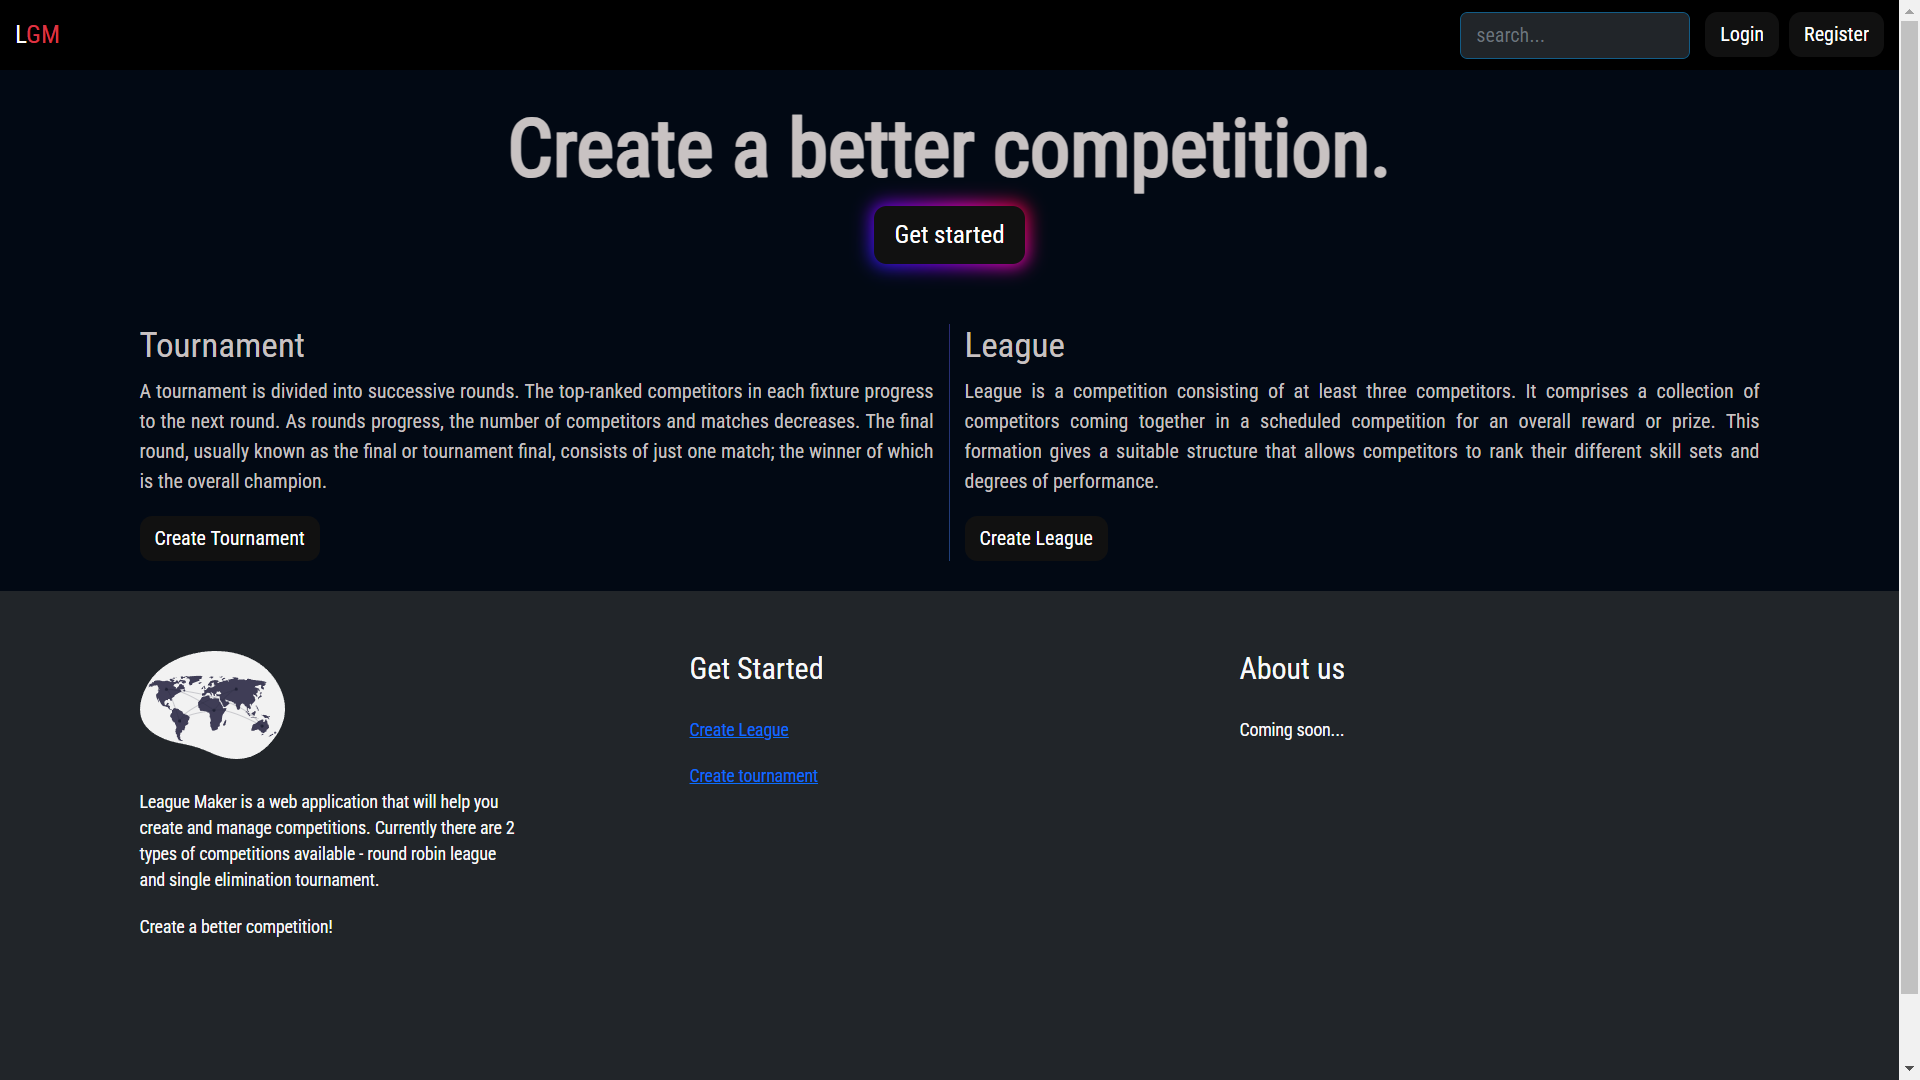 LGM
search...
Login
Register
Create a better competition.
Get started
Tournament
A tournament is divided into successive rounds. The top-ranked competitors in each fixture progress
to the next round. As rounds progress, the number of competitors and matches decreases. The final
round, usually known as the final or tournament final, consists of just one match; the winner of which
is the overall champion.
Create Tournament
League
League is a competition consisting of at least three competitors. It comprises a collection of
competitors coming together in a scheduled competition for an overall reward or prize. This
formation gives a suitable structure that allows competitors to rank their different skill sets and
degrees of performance.
Create League
League Maker is a web application that will help you
create and manage competitions. Currently there are 2
types of competitions available - round robin league
and single elimination tournament.
Create a better competition!
Get Started
Create League
Create tournament
About us
Coming soon...